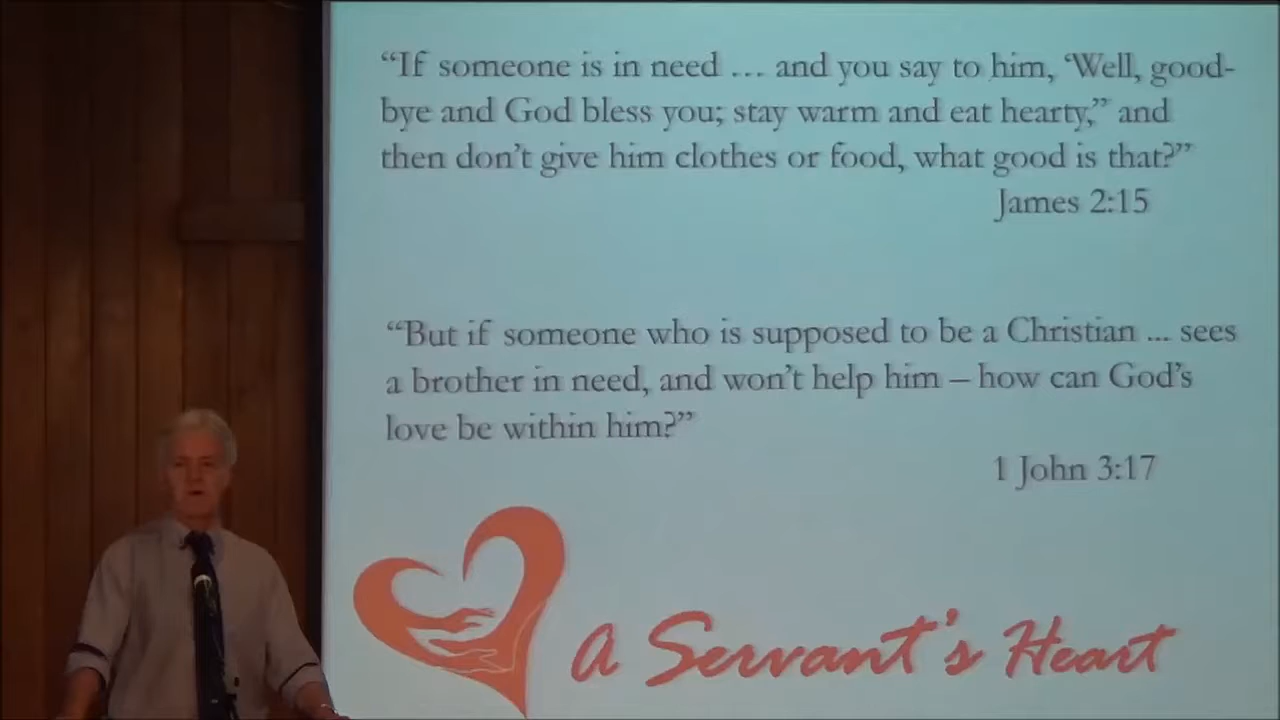 “If someone is in need … and you say to him, ‘Well, good-
bye and God bless you; stay warm and eat hearty,” and
then don’t give him clothes or food, what good is that?”
James 2:15
“But if someone who is supposed to be a Christian ... sees
a brother in need, and won’t help him – how can God’s
love be within him?”
1 John 3:17
A Servant’s Heart